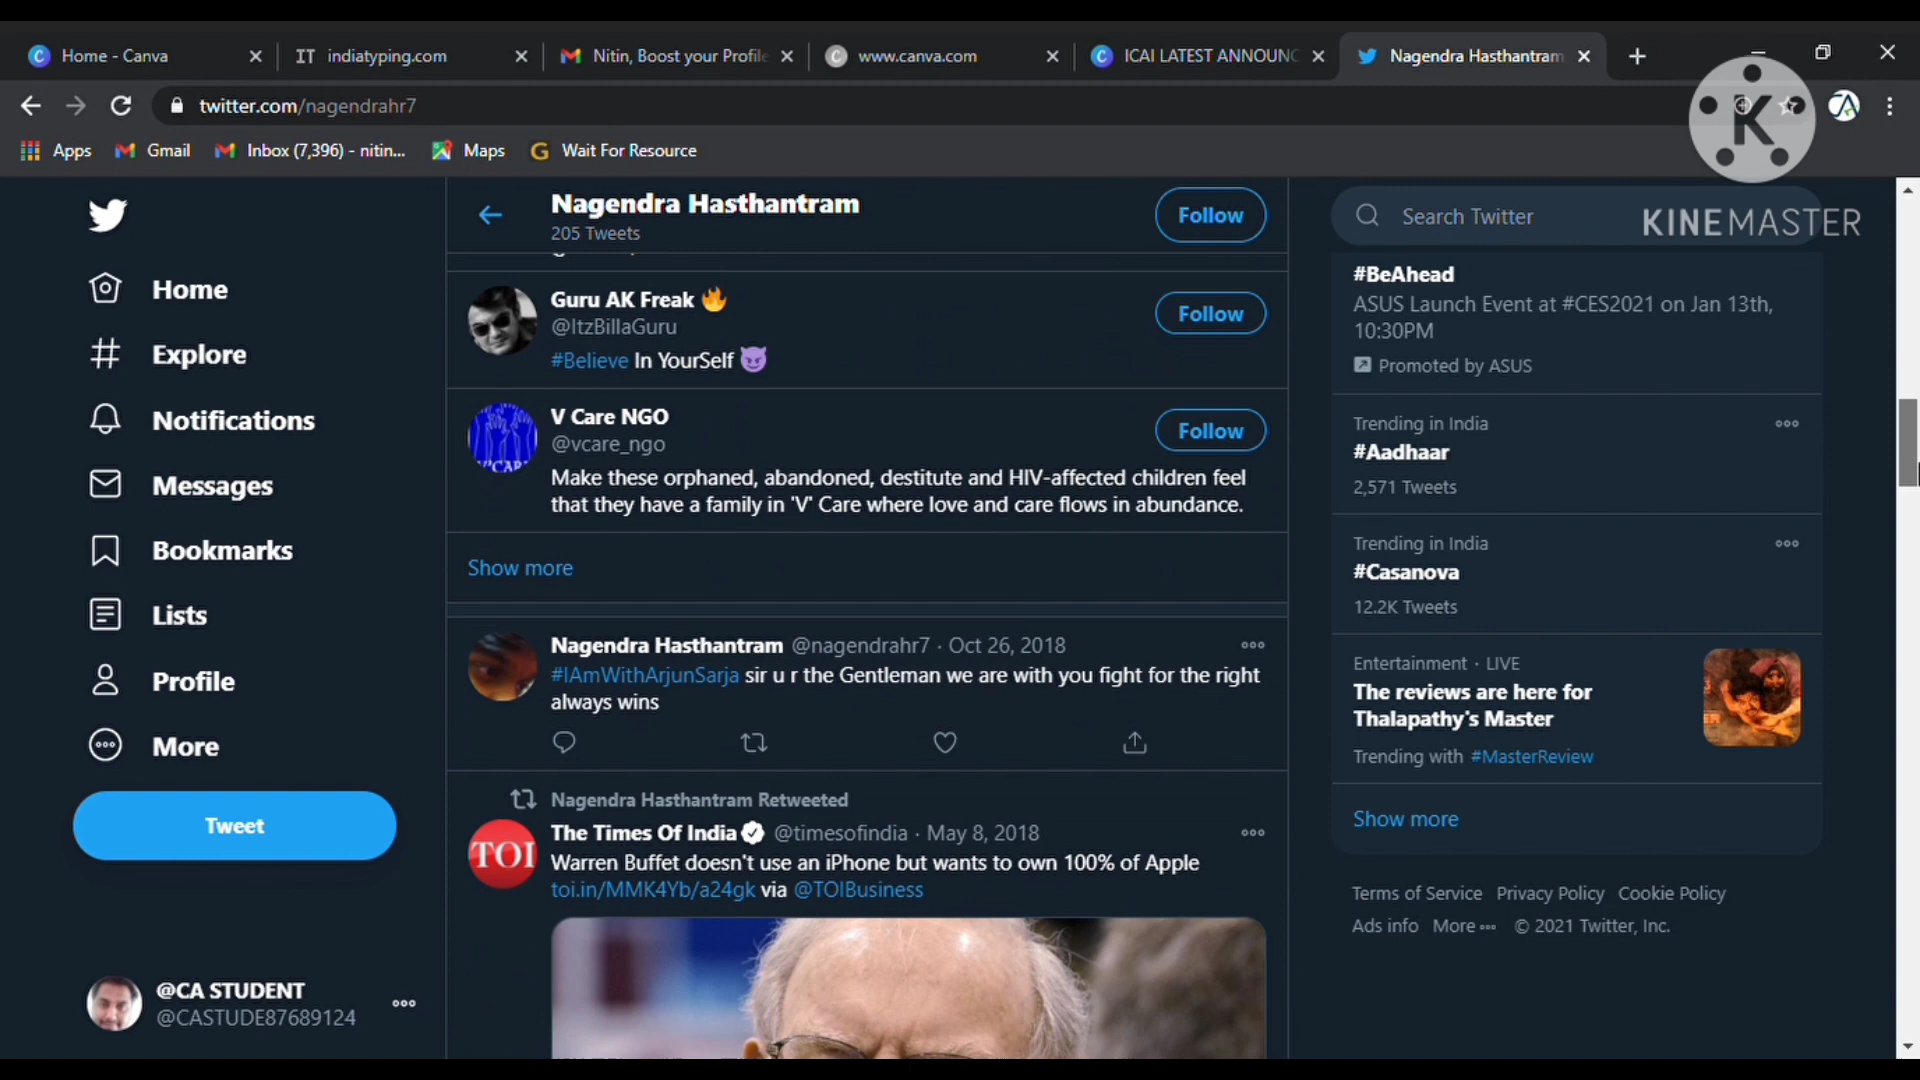 Home - Canva
indiatyping.com
Nitin, Boost your Profile
www.canva.com
ICAI LATEST ANNOUNC
Nagendra Hasthantram
twitter.com/nagendrahr7
Apps
Gmail
Inbox (7,396) - nitin...
Maps
Wait For Resource
K
KINEMASTER
Home
Explore
Notifications
Messages
Bookmarks
Lists
Profile
More
Tweet
@CA STUDENT
@CASTUDE87689124
Nagendra Hasthantram
205 Tweets
Follow
Guru AK Freak 🔥
@ItzBillaGuru
Follow
#Believe In YourSelf 😈
V Care NGO
@vcare_ngo
Follow
Make these orphaned, abandoned, destitute and HIV-affected children feel
that they have a family in 'V' Care where love and care flows in abundance.
Show more
Nagendra Hasthantram @nagendrahr7 · Oct 26, 2018
#IAmWithArjunSarja sir u r the Gentleman we are with you fight for the right
always wins
Nagendra Hasthantram Retweeted
TOI
The Times Of India @timesofindia · May 8, 2018
Warren Buffet doesn't use an iPhone but wants to own 100% of Apple
toi.in/MMK4Yb/a24gk via @TOIBusiness
Search Twitter
#BeAhead
ASUS Launch Event at #CES2021 on Jan 13th,
10:30PM
Promoted by ASUS
Trending in India
#Aadhaar
2,571 Tweets
Trending in India
#Casanova
12.2K Tweets
Entertainment · LIVE
The reviews are here for
Thalapathy's Master
Trending with #MasterReview
Show more
Terms of Service Privacy Policy Cookie Policy
Ads info More © 2021 Twitter, Inc.